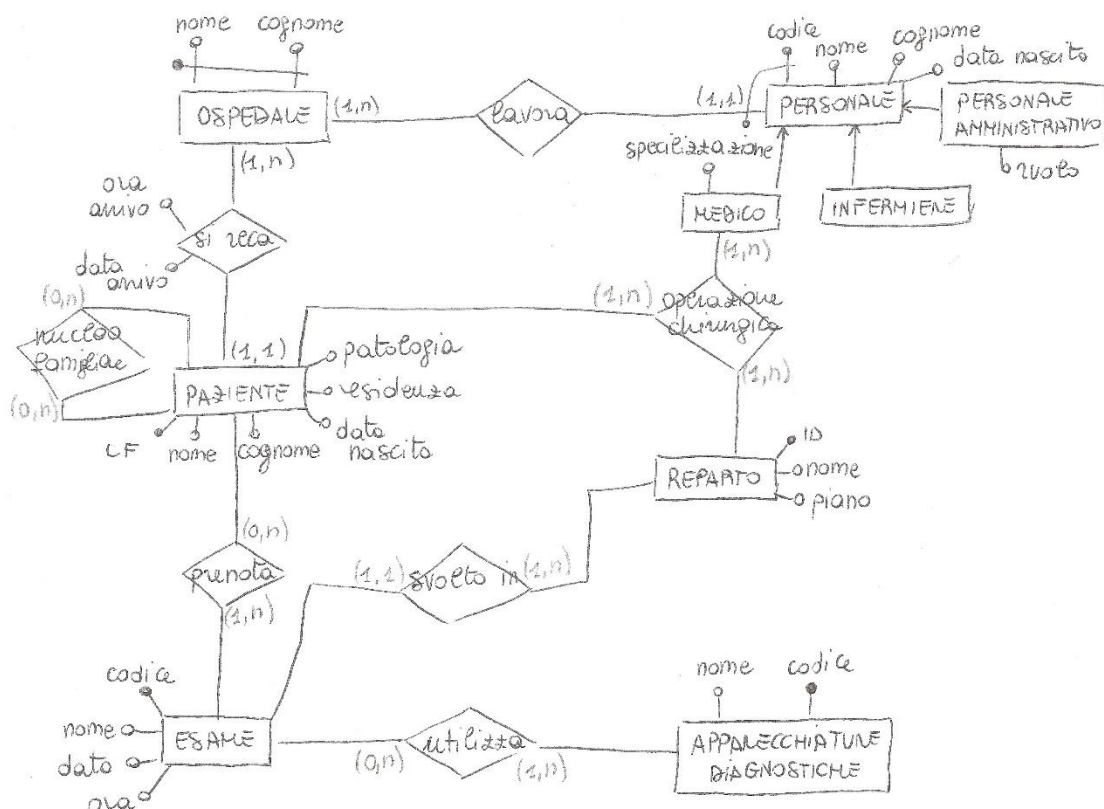 nome cognome
codice
nome
cognome
data nascita
OSPEDALE
(1,n)
lavora
(1,1)
PERSONALE
PERSONALE
AMMINISTRATIVO
ruolo
(1,n)
specilizzazione
MEDICO
INFERMIERE
ora
arrivo
si reca
data
arrivo
(1,n)
(0,n)
nucleo
familiae
(0,n)
(1,n)
operazione
chirurgica
(1,n)
(1,1)
PAZIENTE
patologia
residenza
data
nascita
CF nome cognome
ID
REPARTO
nome
piano
(0,n)
prenota
(1,n)
(1,1)
svolto in
(1,n)
codice
nome
data
ora
ESAME
(0,n)
utilizza
(1,n)
nome codice
APPARECCHIATURE
DIAGNOSTICHE